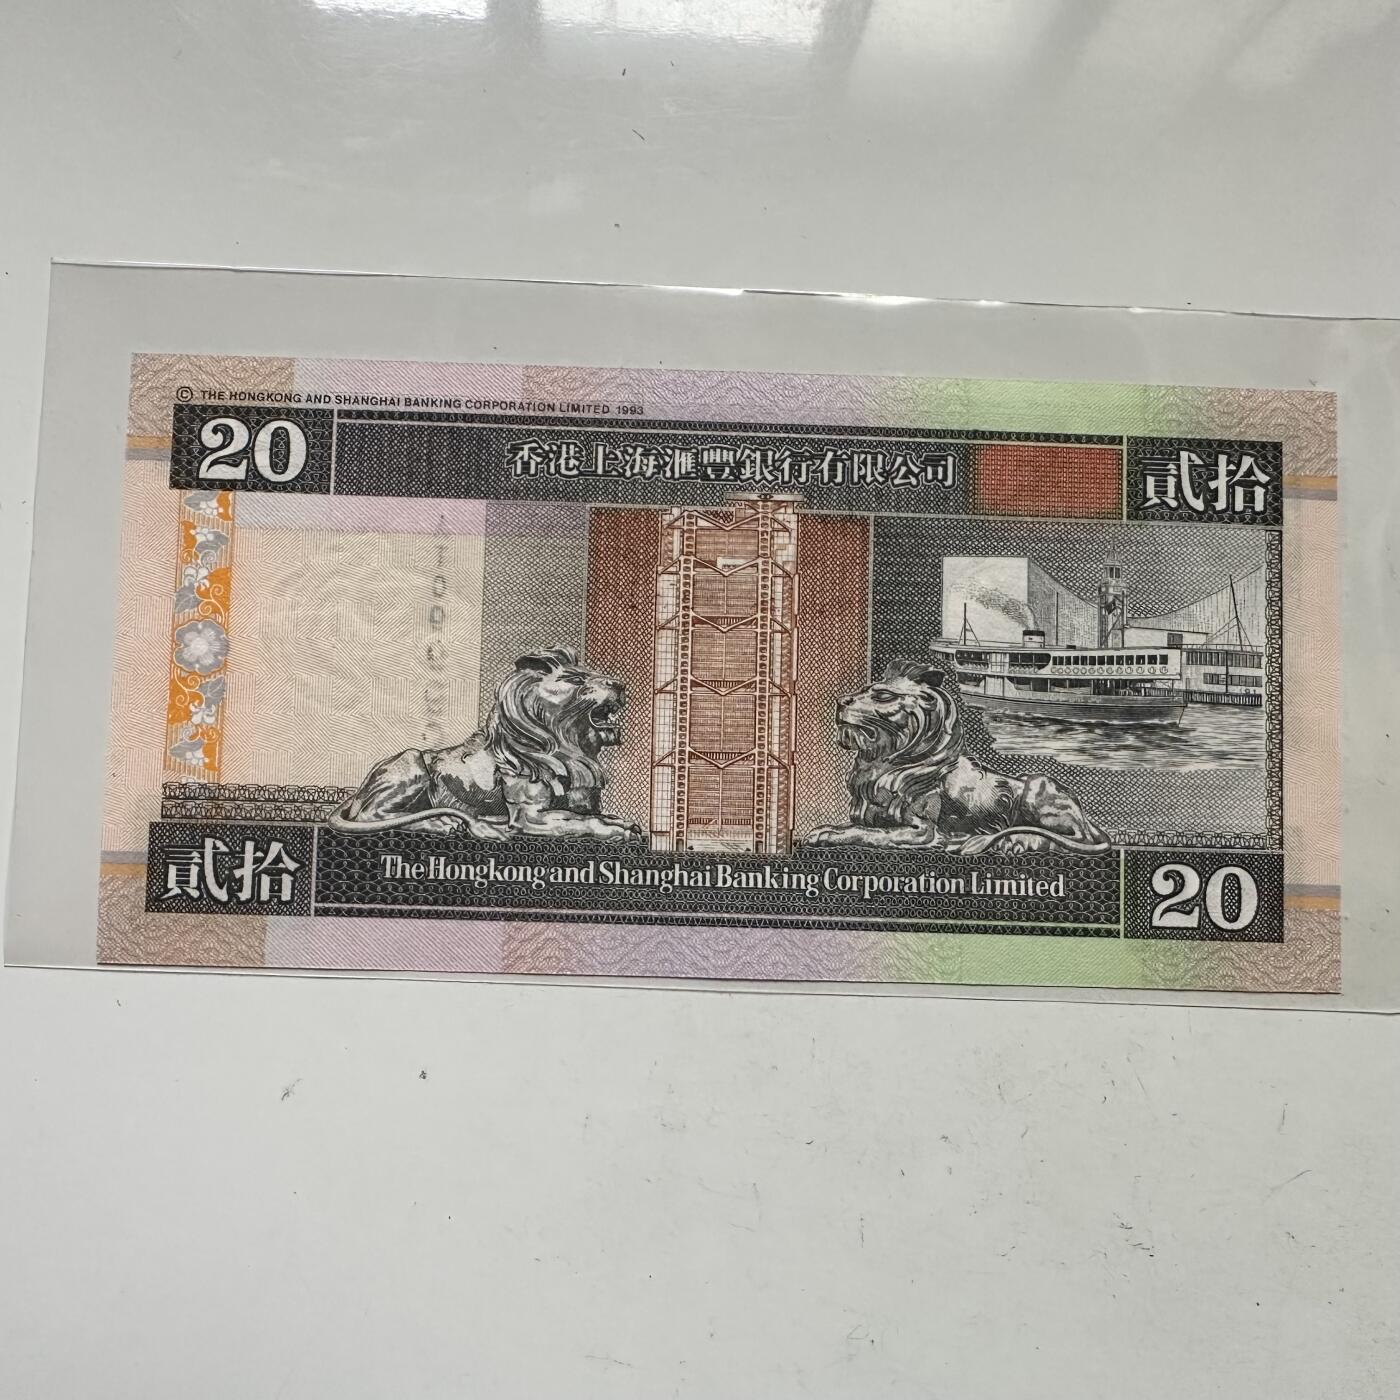 © THE HONGKONG AND SHANGHAI BANKING CORPORATION LIMITED 1993
20
香港上海滙豐銀行有限公司
貳拾
貳拾
The Hongkong and Shanghai Banking Corporation Limited
20